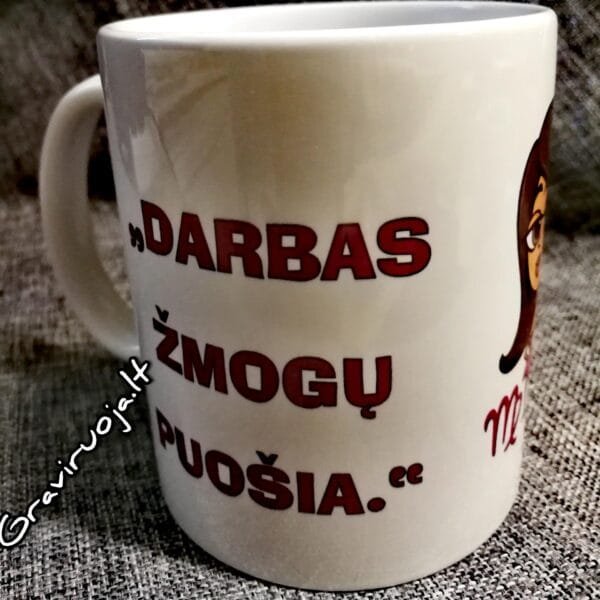 „DARBAS
ŽMOGŲ
PUOŠIA.“
Graviruoja.lt